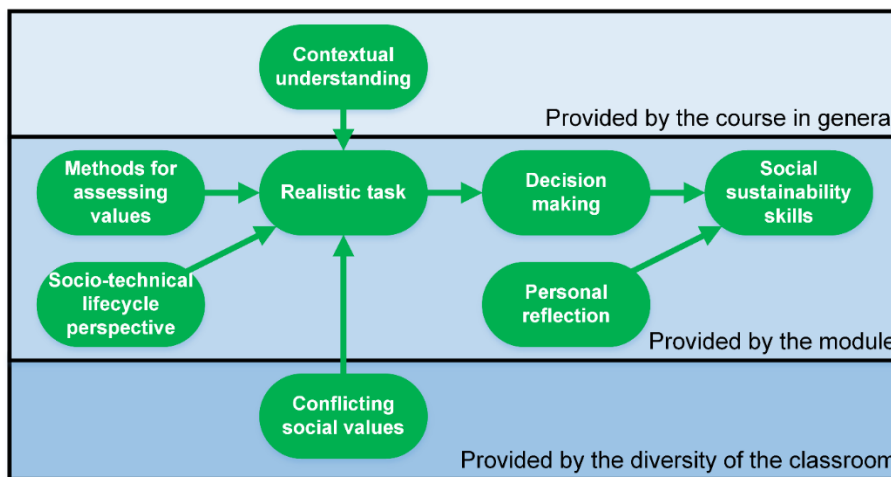 Contextual
understanding
Provided by the course in genera
Methods for
assessing
values
Realistic task
Decision
making
Social
sustainability
skills
Socio-technical
lifecycle
perspective
Personal
reflection
Provided by the module
Conflicting
social values
Provided by the diversity of the classroom